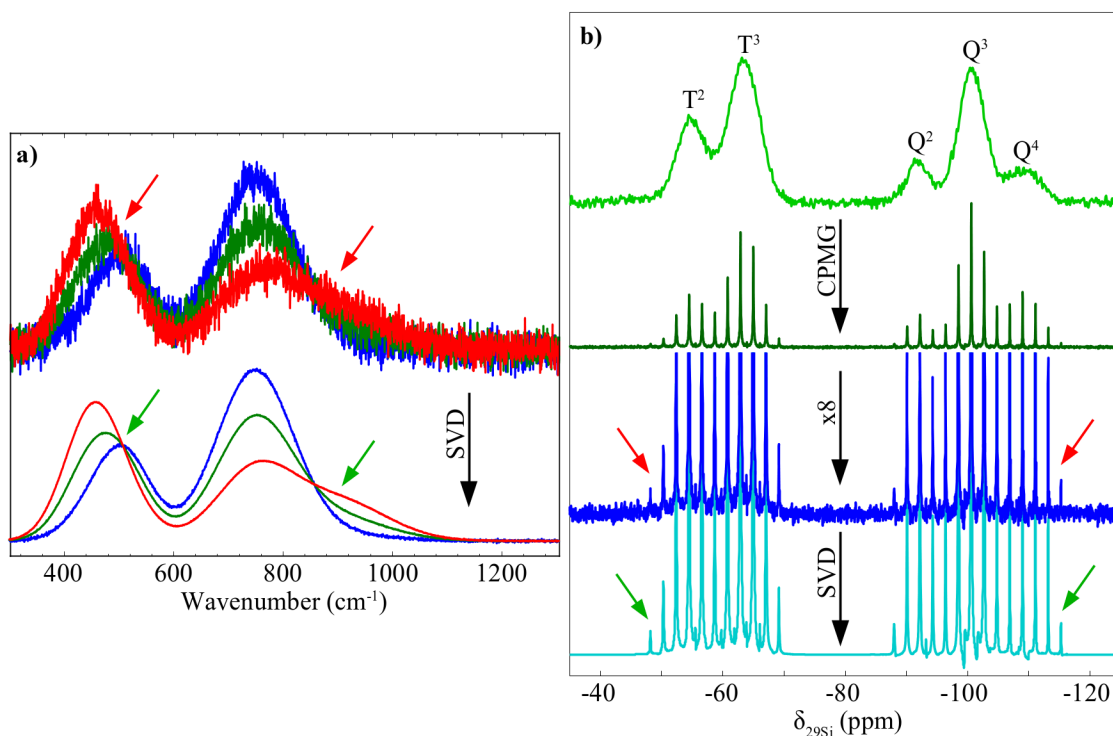 a)
SVD
400 600 800 1000 1200
Wavenumber (cm⁻¹)
b)
T² T³ Q² Q³ Q⁴
CPMG
x8
SVD
-40 -60 -80 -100 -120
δ₂₉Si (ppm)